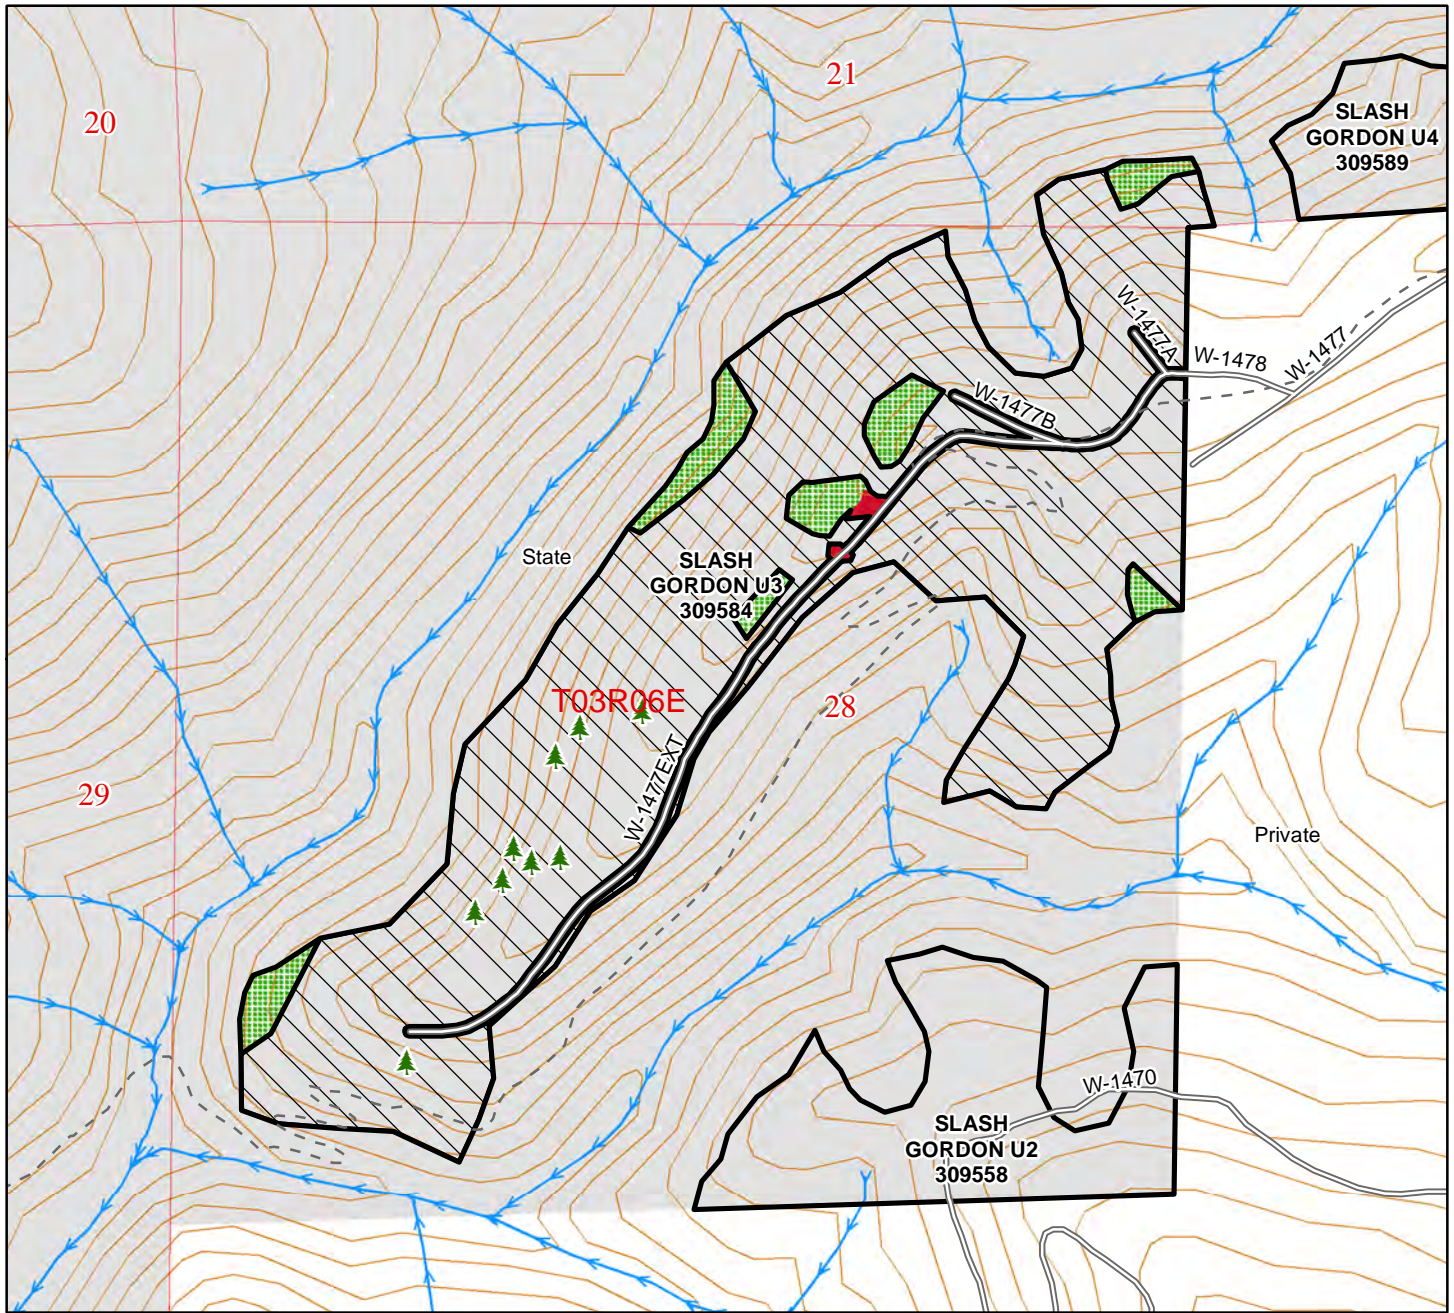 21
20
SLASH
GORDON U4
309589
W-1477A
W-1478
W-1477
W-1477B
State
SLASH
GORDON U3
309584
T03R06E
28
W-1477EXT
29
Private
W-1470
SLASH
GORDON U2
309558